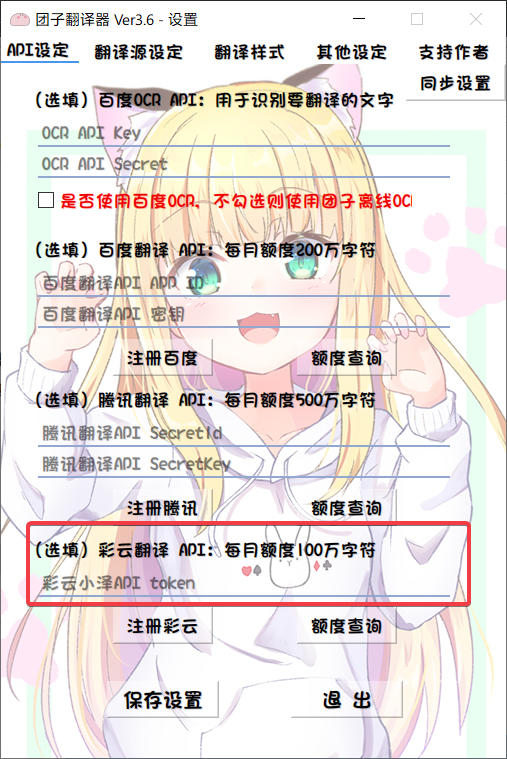 团子翻译器 Ver3.6 - 设置
API设定 翻译源设定 翻译样式 其他设定 支持作者
同步设置
(选填) 百度OCR API: 用于识别要翻译的文字
OCR API Key
OCR API Secret
是否使用百度OCR, 不勾选则使用团子离线OCR
(选填) 百度翻译 API: 每月额度200万字符
百度翻译API APP ID
百度翻译API 密钥
注册百度 额度查询
(选填) 腾讯翻译 API: 每月额度500万字符
腾讯翻译API SecretId
腾讯翻译API SecretKey
注册腾讯 额度查询
(选填) 彩云翻译 API: 每月额度100万字符
彩云小泽API token
注册彩云 额度查询
保存设置 退 出